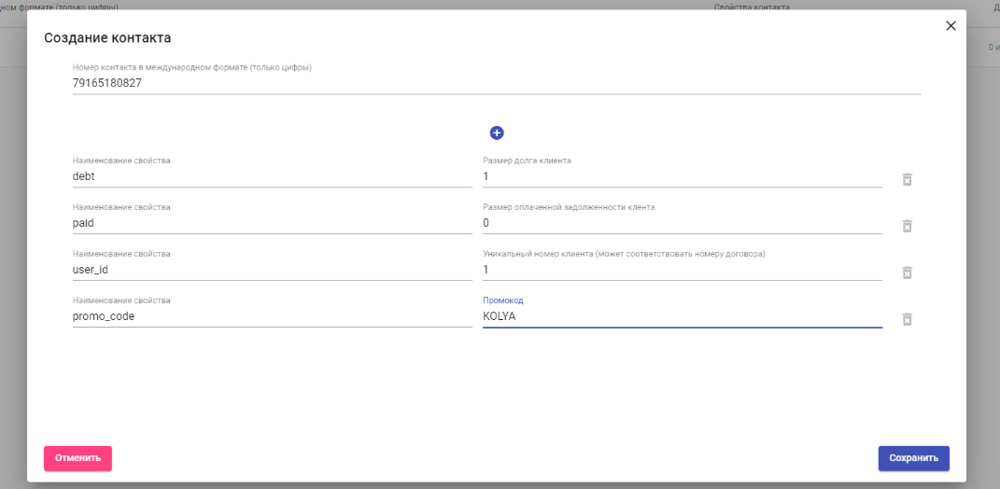 ном формате (только цифры) Свойства контакта Д
0 и
Создание контакта
Номер контакта в международном формате (только цифры)
79165180827
Наименование свойства Размер долга клиента
debt 1
Наименование свойства Размер оплаченной задолженности клента
paid 0
Наименование свойства Уникальный номер клиента (может соответствовать номеру договора)
user_id 1
Наименование свойства Промокод
promo_code KOLYA
Отменить Сохранить